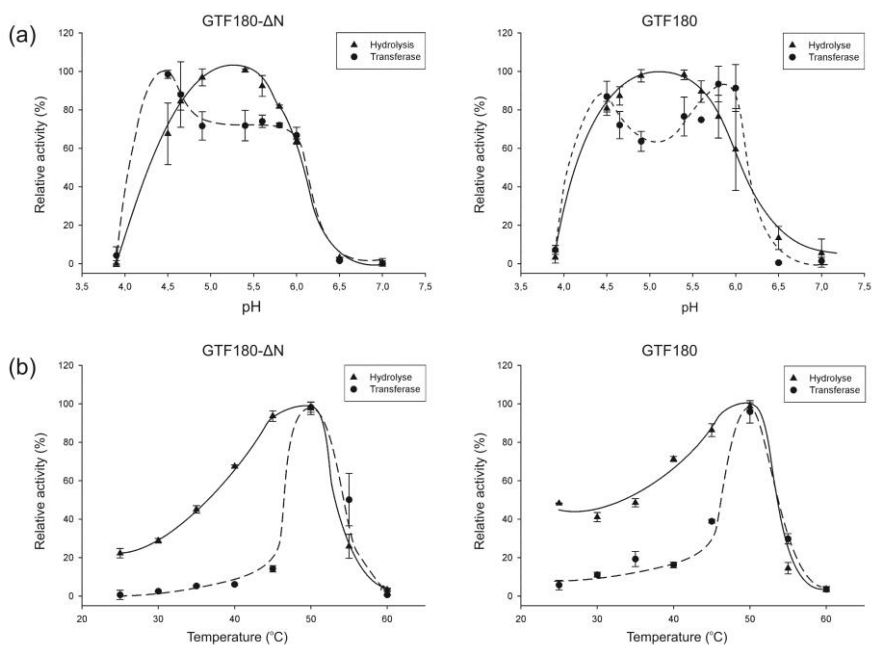 (a)
GTF180-ΔN
Hydrolysis
Transferase
Relative activity (%)
120
100
80
60
40
20
0
3,5 4,0 4,5 5,0 5,5 6,0 6,5 7,0 7,5
pH
GTF180
Hydrolyse
Transferase
Relative activity (%)
120
100
80
60
40
20
0
3,5 4,0 4,5 5,0 5,5 6,0 6,5 7,0 7,5
pH
(b)
GTF180-ΔN
Hydrolyse
Transferase
Relative activity (%)
120
100
80
60
40
20
0
20 30 40 50 60
Temperature (°C)
GTF180
Hydrolyse
Transferase
Relative activity (%)
120
100
80
60
40
20
0
20 30 40 50 60
Temperature (°C)